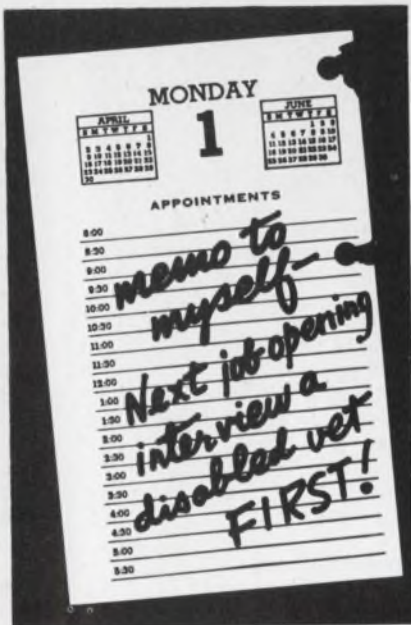 MONDAY
APRIL
S M T W T F S
1
JUNE
S M T W T F S
APPOINTMENTS
8:00
8:30
9:00
9:30
10:00
10:30
11:00
11:30
12:00
1:00
1:30
2:00
2:30
3:00
3:30
4:00
4:30
5:00
5:30
memo to
myself—
Next job opening
interview a
disabled vet
FIRST!